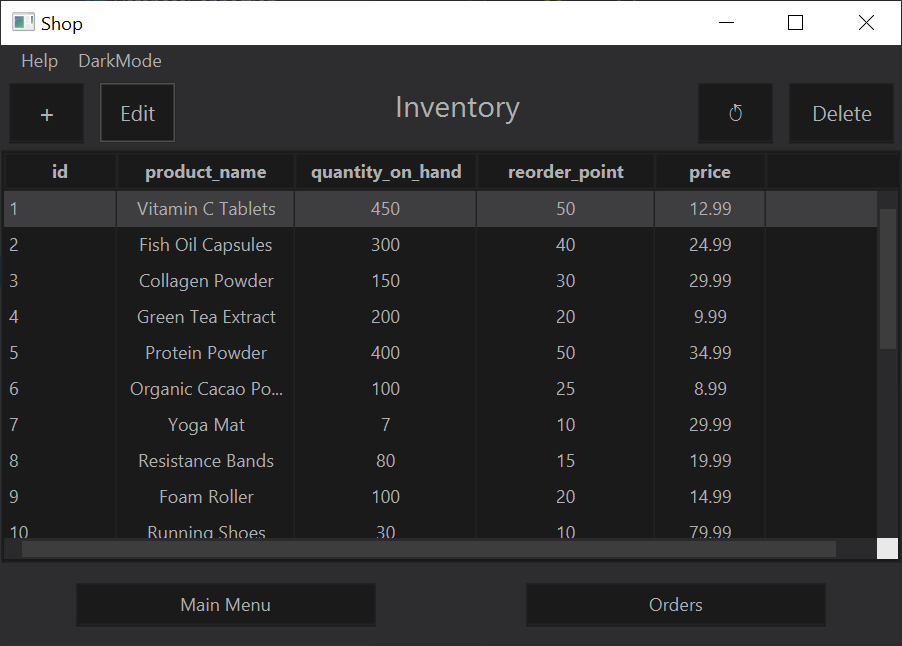 Shop
Help DarkMode
+ Edit Inventory Delete
id product_name quantity_on_hand reorder_point price
1 Vitamin C Tablets 450 50 12.99
2 Fish Oil Capsules 300 40 24.99
3 Collagen Powder 150 30 29.99
4 Green Tea Extract 200 20 9.99
5 Protein Powder 400 50 34.99
6 Organic Cacao Po... 100 25 8.99
7 Yoga Mat 7 10 29.99
8 Resistance Bands 80 15 19.99
9 Foam Roller 100 20 14.99
10 Running Shoes 30 10 79.99
Main Menu Orders